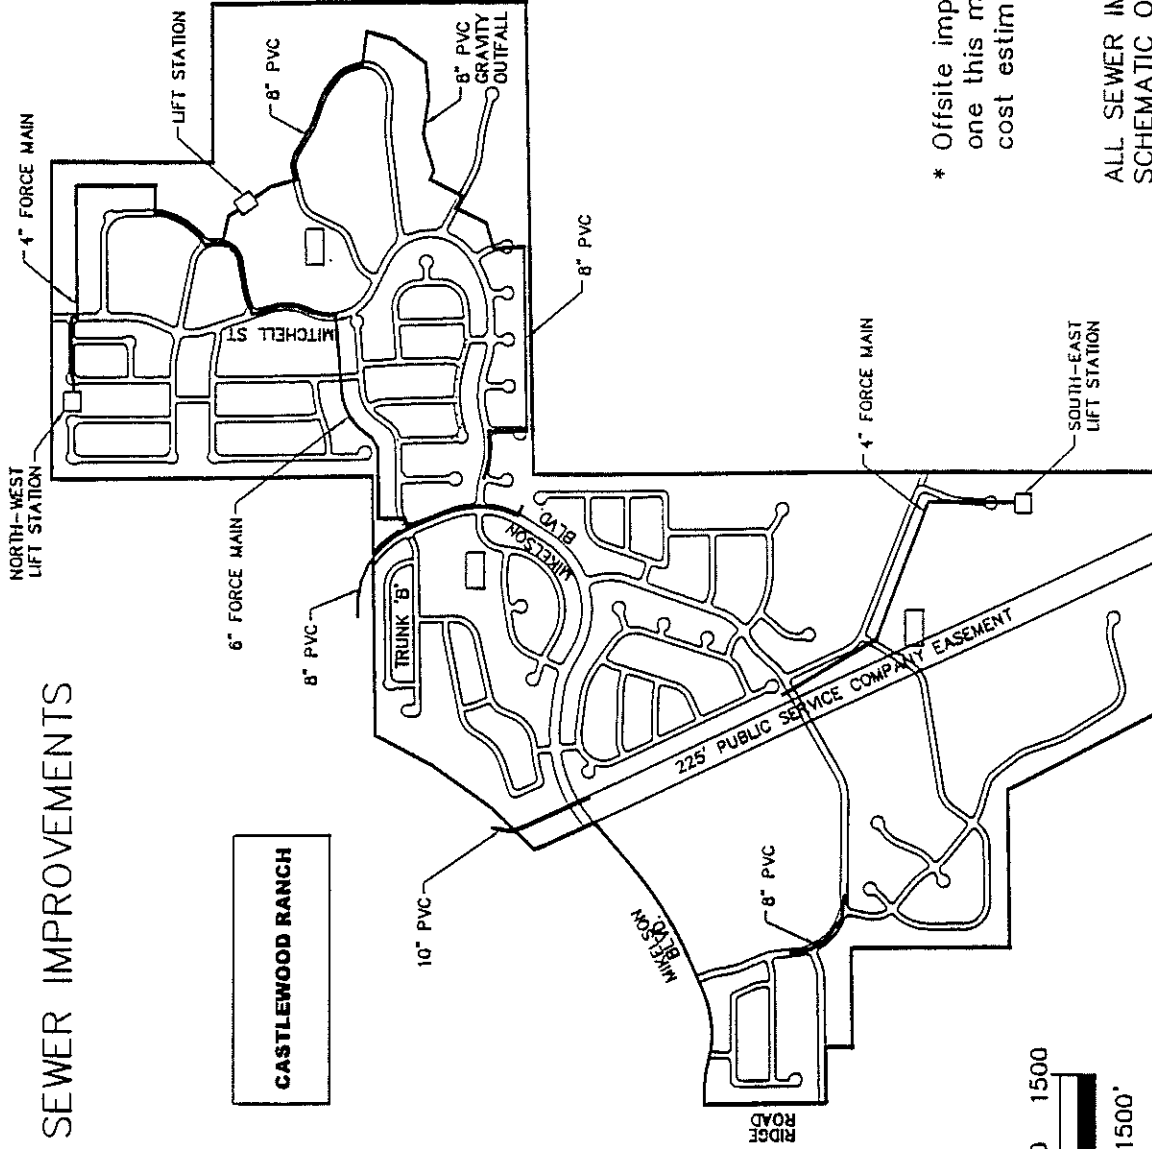 SEWER IMPROVEMENTS
CASTLEWOOD RANCH
NORTH-WEST
LIFT STATION
4" FORCE MAIN
LIFT STATION
8" PVC
8" PVC
GRAVITY
OUTFALL
MITCHELL ST
6" FORCE MAIN
8" PVC
8" PVC
TRUNK 'B'
MIKELSON
BLVD.
4" FORCE MAIN
SOUTH-EAST
LIFT STATION
225' PUBLIC SERVICE COMPANY EASEMENT
10" PVC
MIKELSON
BLVD.
8" PVC
RIDGE
ROAD
* Offsite imp
one this m
cost estim
ALL SEWER IM
SCHEMATIC O
1500
1500'